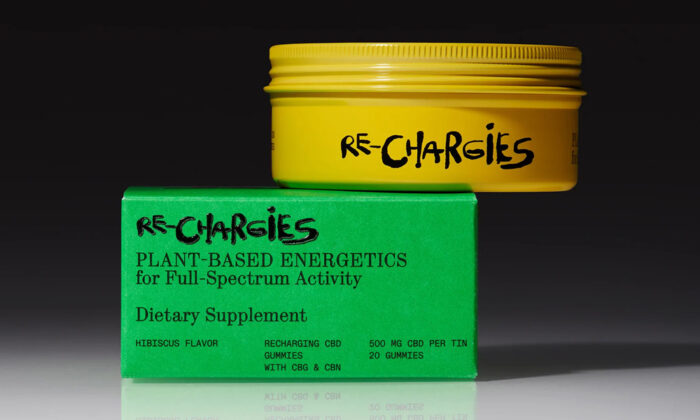 RE-CHARGiES
RE-CHARGiES
PLANT-BASED ENERGETICS
for Full-Spectrum Activity
Dietary Supplement
HIBISCUS FLAVOR
RECHARGING CBD
GUMMIES
WITH CBG & CBN
500 MG CBD PER TIN
20 GUMMIES